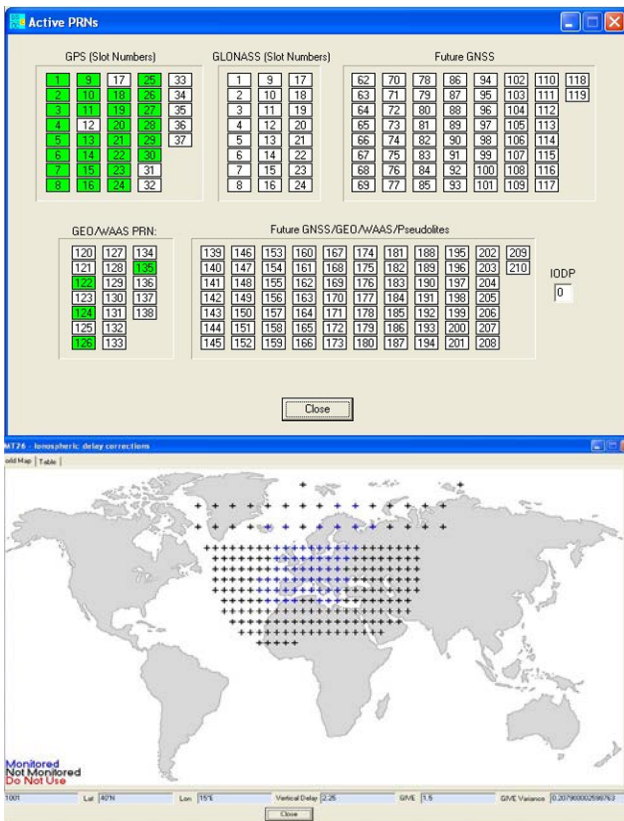 Active PRNs
GPS (Slot Numbers) GLONASS (Slot Numbers) Future GNSS
1 9 17 25 33 1 9 17 62 70 78 86 94 102 110 118
2 10 18 26 34 2 10 18 63 71 79 87 95 103 111 119
3 11 19 27 35 3 11 19 64 72 80 88 96 104 112
4 12 20 28 36 4 12 20 65 73 81 89 97 105 113
5 13 21 29 37 5 13 21 66 74 82 90 98 106 114
6 14 22 30 6 14 22 67 75 83 91 99 107 115
7 15 23 31 7 15 23 68 76 84 92 100 108 116
8 16 24 32 8 16 24 69 77 85 93 101 109 117
GEO/WAAS PRN: Future GNSS/GEO/WAAS/Pseudolites
120 127 134 139 146 153 160 167 174 181 188 195 202 209
121 128 135 140 147 154 161 168 175 182 189 196 203 210
122 129 136 141 148 155 162 169 176 183 190 197 204
123 130 137 142 149 156 163 170 177 184 191 198 205
124 131 138 143 150 157 164 171 178 185 192 199 206
125 132 144 151 158 165 172 179 186 193 200 207
126 133 145 152 159 166 173 180 187 194 201 208
IODP
0
Close
MT26 - Ionospheric delay corrections
orld Map Table
Monitored
Not Monitored
Do Not Use
1001 Lat 40°N Lon 15°E Vertical Delay 2.25 GIVE 1.5 GIVE Variance 0.207900002598763
Close